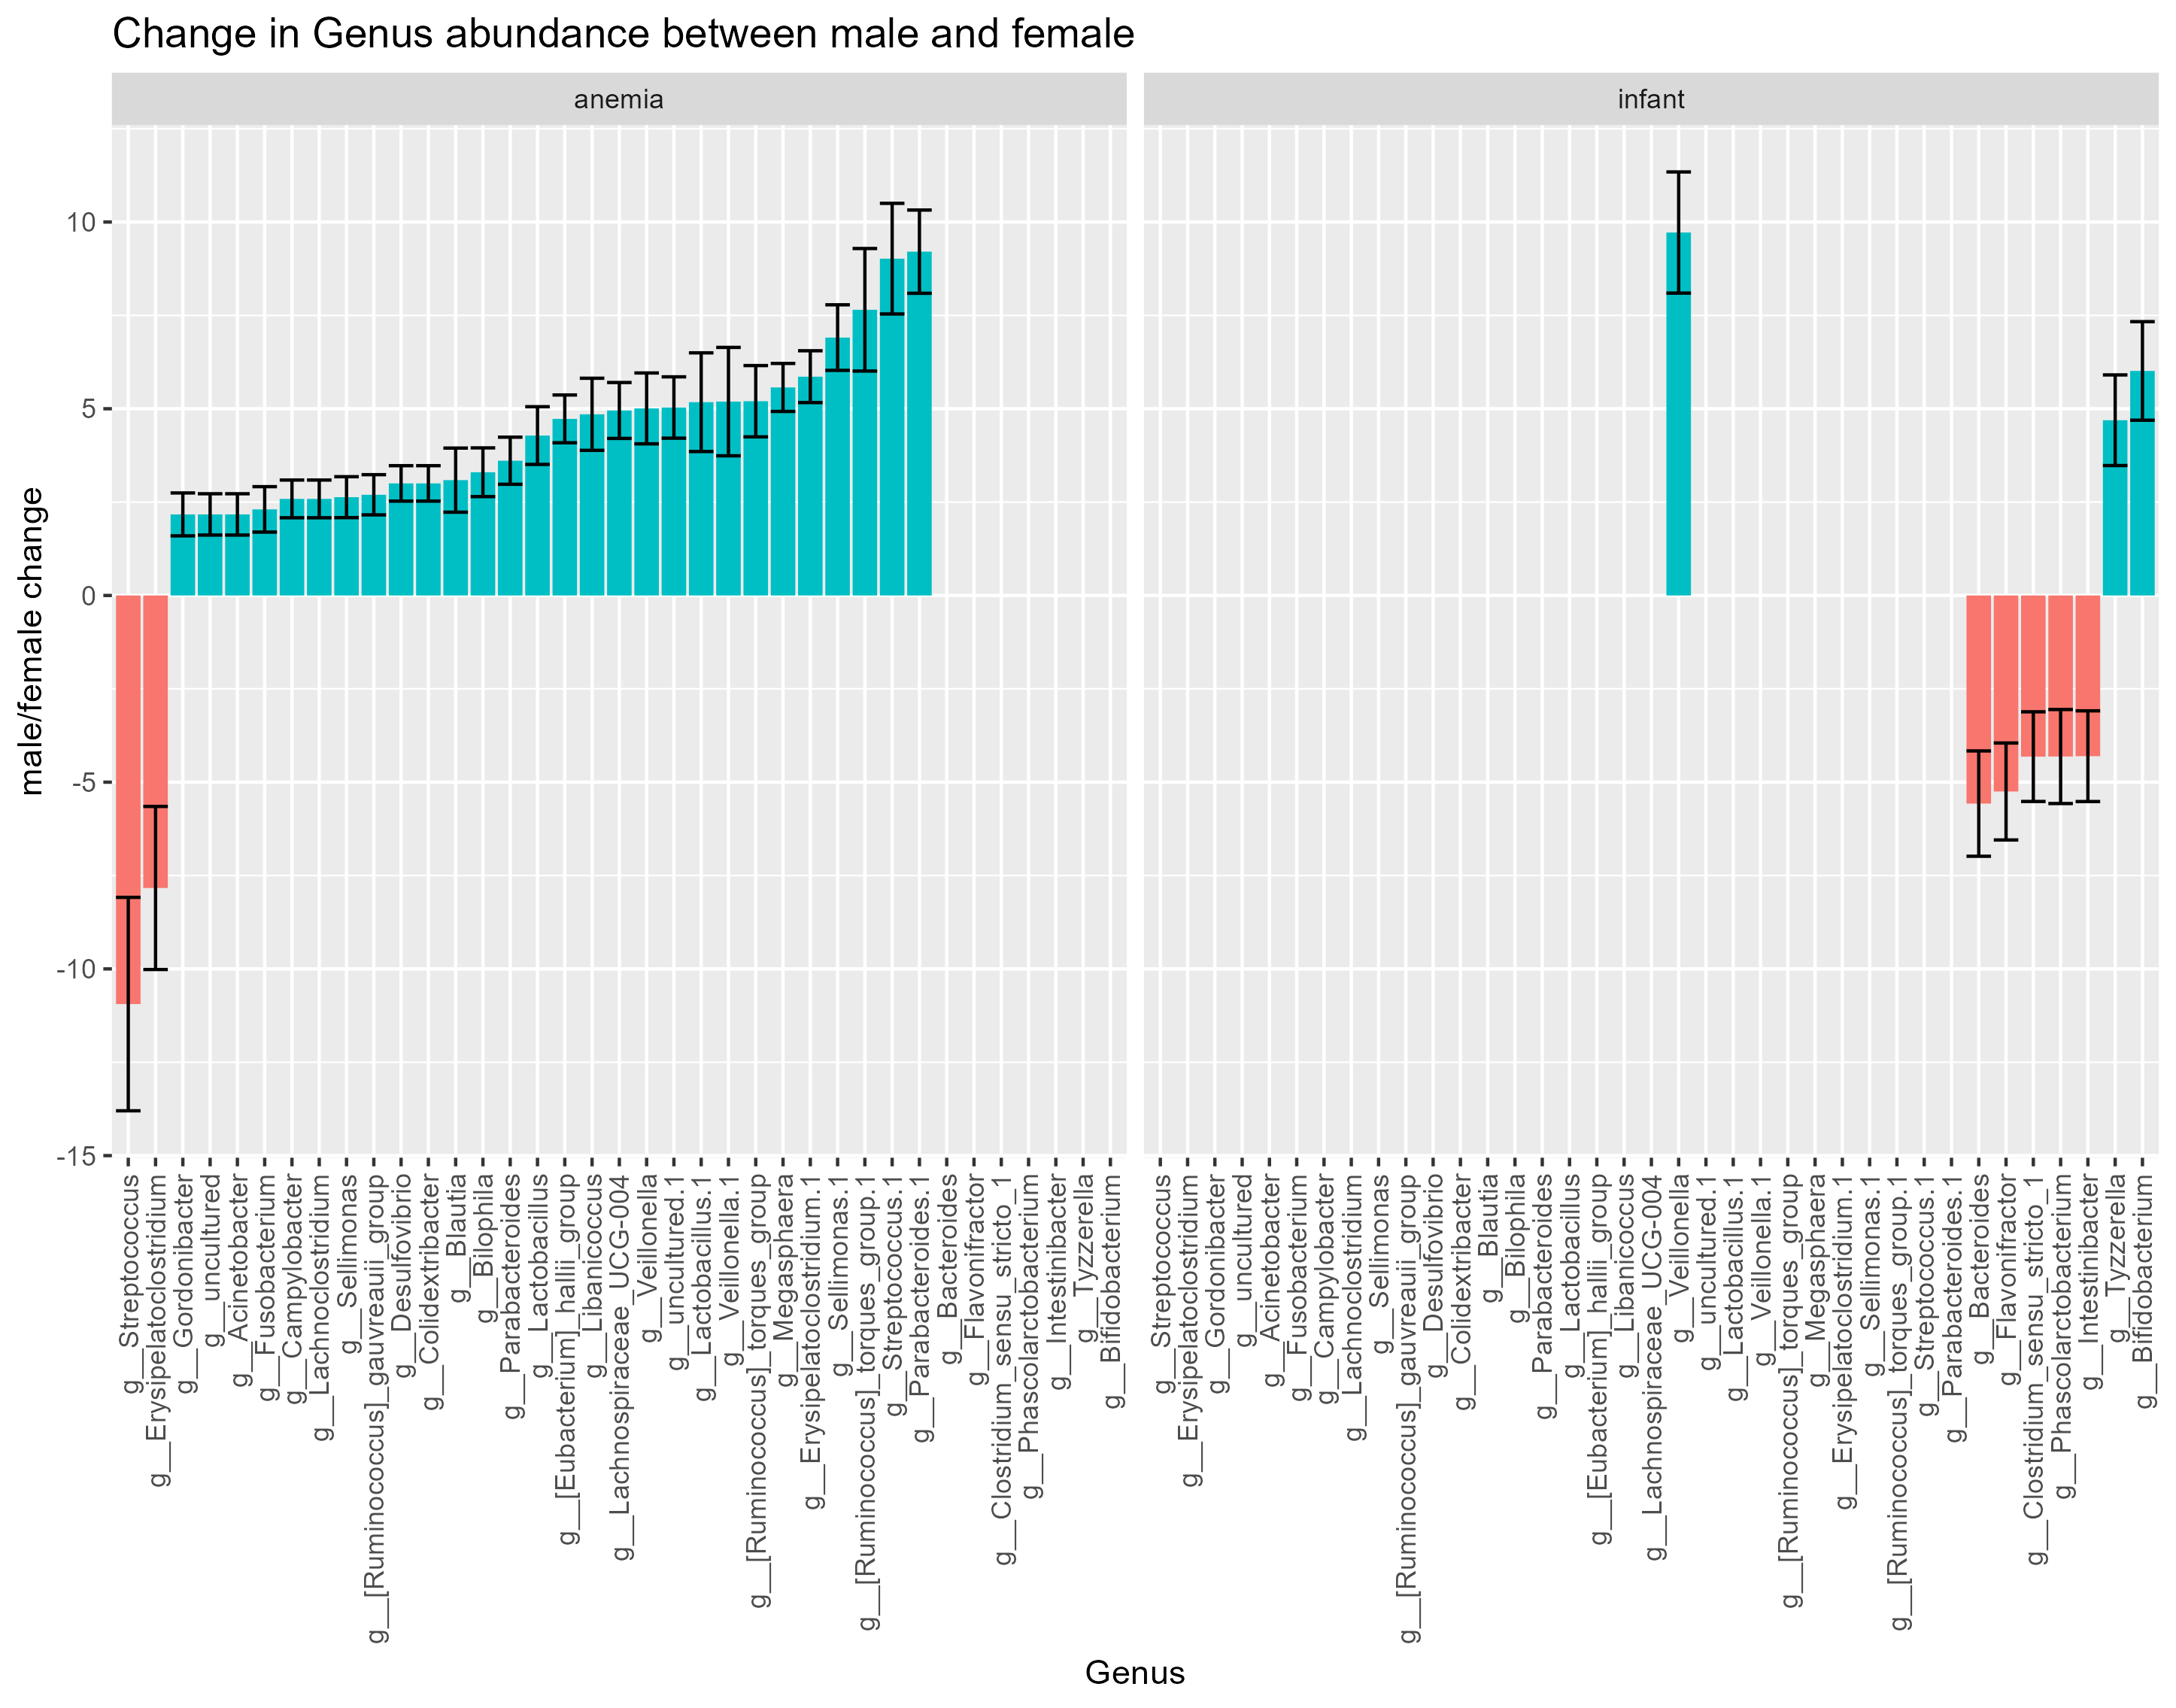 Change in Genus abundance between male and female
anemia
infant
male/female change
10
5
0
-5
-10
-15
g__Streptococcus
g__Erysipelatoclostridium
g__Gordonibacter
g__uncultured
g__Acinetobacter
g__Fusobacterium
g__Campylobacter
g__Lachnoclostridium
g__Sellimonas
g__[Ruminococcus]_gauvreauii_group
g__Desulfovibrio
g__Colidextribacter
g__Blautia
g__Bilophila
g__Parabacteroides
g__Lactobacillus
g__[Eubacterium]_hallii_group
g__Libanicoccus
g__Lachnospiraceae_UCG-004
g__Veillonella
g__uncultured.1
g__Lactobacillus.1
g__Veillonella.1
g__[Ruminococcus]_torques_group
g__Megasphaera
g__Erysipelatoclostridium.1
g__Sellimonas.1
g__[Ruminococcus]_torques_group.1
g__Streptococcus.1
g__Parabacteroides.1
g__Bacteroides
g__Flavonifractor
g__Clostridium_sensu_stricto_1
g__Phascolarctobacterium
g__Intestinibacter
g__Tyzzerella
g__Bifidobacterium
g__Streptococcus
g__Erysipelatoclostridium
g__Gordonibacter
g__uncultured
g__Acinetobacter
g__Fusobacterium
g__Campylobacter
g__Lachnoclostridium
g__Sellimonas
g__[Ruminococcus]_gauvreauii_group
g__Desulfovibrio
g__Colidextribacter
g__Blautia
g__Bilophila
g__Parabacteroides
g__Lactobacillus
g__[Eubacterium]_hallii_group
g__Libanicoccus
g__Lachnospiraceae_UCG-004
g__Veillonella
g__uncultured.1
g__Lactobacillus.1
g__Veillonella.1
g__[Ruminococcus]_torques_group
g__Megasphaera
g__Erysipelatoclostridium.1
g__Sellimonas.1
g__[Ruminococcus]_torques_group.1
g__Streptococcus.1
g__Parabacteroides.1
g__Bacteroides
g__Flavonifractor
g__Clostridium_sensu_stricto_1
g__Phascolarctobacterium
g__Intestinibacter
g__Tyzzerella
g__Bifidobacterium
Genus